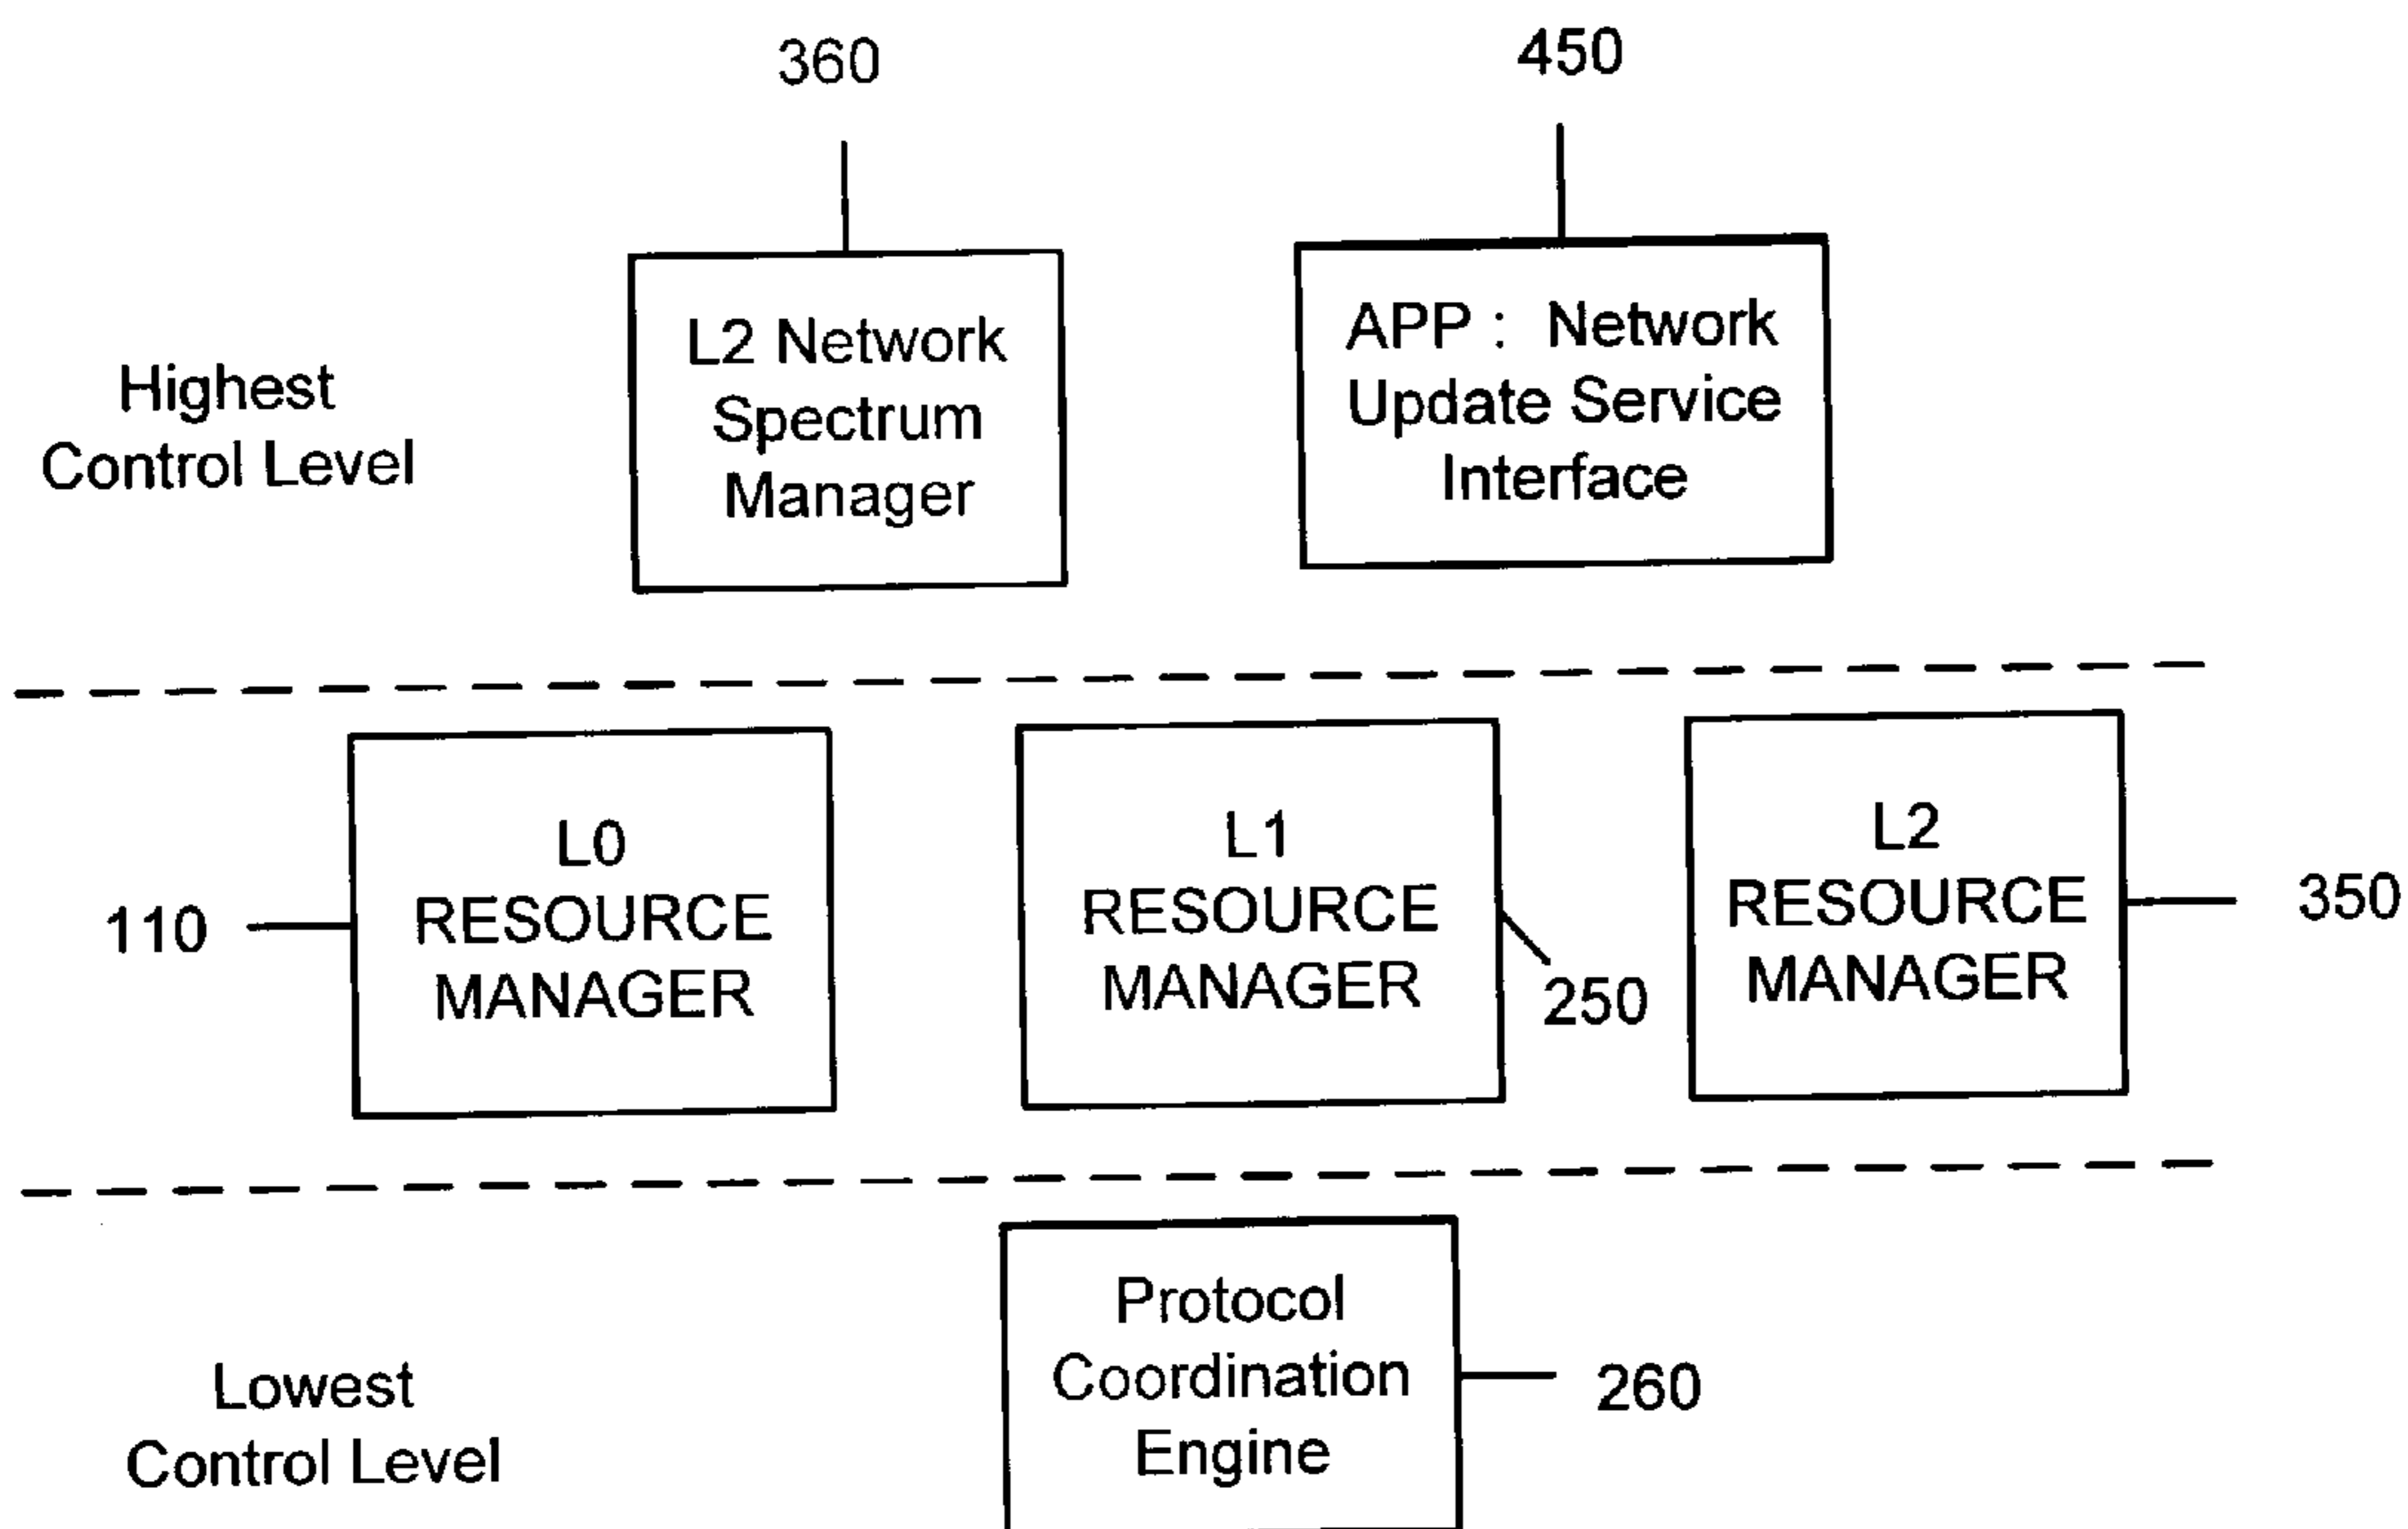 360
450
Highest
Control Level
L2 Network
Spectrum
Manager
APP : Network
Update Service
Interface
110
L0
RESOURCE
MANAGER
L1
RESOURCE
MANAGER
250
L2
RESOURCE
MANAGER
350
Lowest
Control Level
Protocol
Coordination
Engine
260